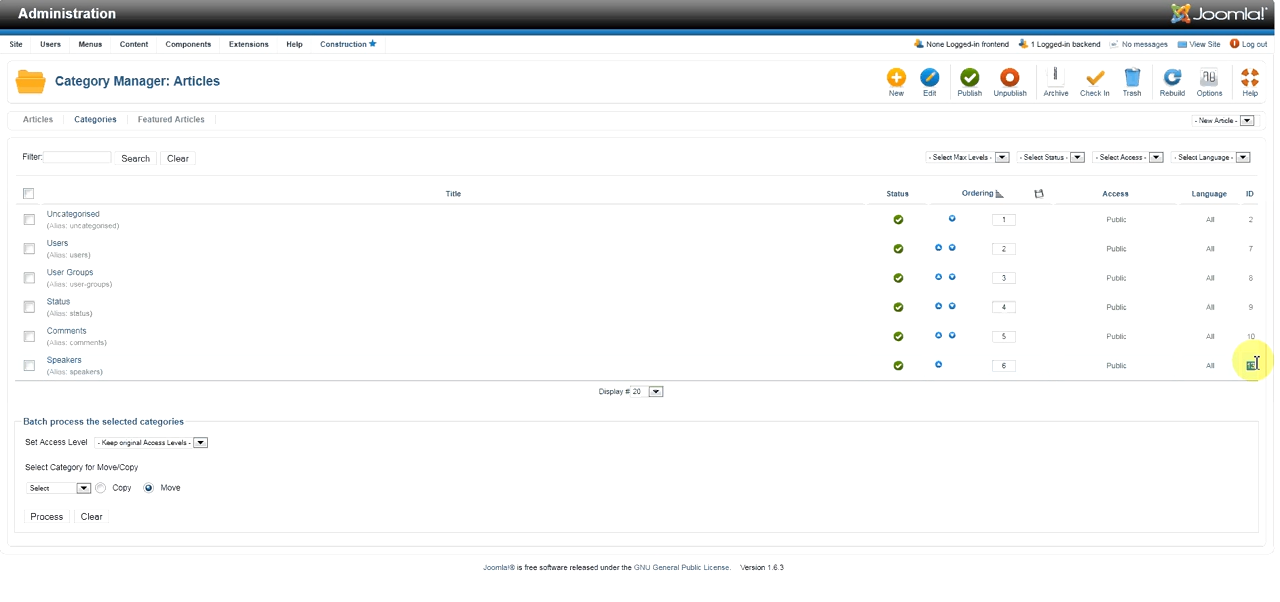 Administration
Joomla!
Site Users Menus Content Components Extensions Help Construction
None Logged-in frontend 1 Logged-in backend No messages View Site Log out
Category Manager: Articles
New Edit Publish Unpublish Archive Check In Trash Rebuild Options Help
Articles Categories Featured Articles
- New Article -
Filter: Search Clear
- Select Max Levels - - Select Status - - Select Access - - Select Language -
Title Status Ordering Access Language ID
Uncategorised 1 Public All 2
(Alias: uncategorised)
Users 2 Public All 7
(Alias: users)
User Groups 3 Public All 8
(Alias: user-groups)
Status 4 Public All 9
(Alias: status)
Comments 5 Public All 10
(Alias: comments)
Speakers 6 Public All
(Alias: speakers)
Display # 20
Batch process the selected categories
Set Access Level - Keep original Access Levels -
Select Category for Move/Copy
Select Copy Move
Process Clear
Joomla!® is free software released under the GNU General Public License. Version 1.6.3